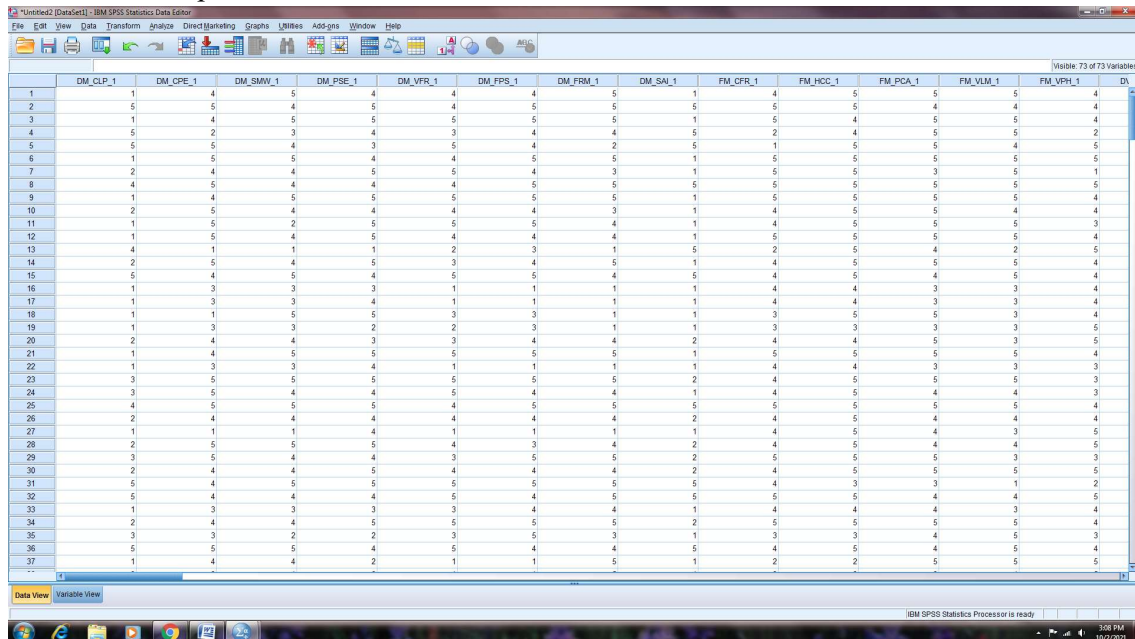 *Untitled2 [DataSet1] - IBM SPSS Statistics Data Editor
File Edit View Data Transform Analyze Direct Marketing Graphs Utilities Add-ons Window Help
Visible: 73 of 73 Variables
DM_CLP_1 DM_CPE_1 DM_SMW_1 DM_PSE_1 DM_VFR_1 DM_FPS_1 DM_FRM_1 DM_SAI_1 FM_CFR_1 FM_HCC_1 FM_PCA_1 FM_VLM_1 FM_VPH_1
1 1 4 5 4 4 4 5 1 4 5 5 5 4
2 5 5 4 5 4 5 5 5 5 5 4 4 4
3 1 4 5 5 5 5 5 1 5 4 5 5 4
4 5 2 3 4 3 4 4 5 2 4 5 5 2
5 5 5 4 3 5 4 2 5 1 5 5 4 5
6 1 5 5 4 4 5 5 1 5 5 5 5 5
7 2 4 4 5 5 4 3 1 5 5 3 5 1
8 4 5 4 4 4 5 5 5 5 5 5 5 5
9 1 4 5 5 5 5 5 1 5 5 5 5 4
10 2 5 4 4 4 4 3 1 4 5 5 4 4
11 1 5 2 5 5 5 4 1 4 5 5 5 3
12 1 5 4 5 4 4 4 1 5 5 5 5 4
13 4 1 1 1 2 3 1 5 2 5 4 2 5
14 2 5 4 5 3 4 5 1 4 5 5 5 4
15 5 4 5 4 5 5 4 5 4 5 4 5 4
16 1 3 3 3 1 1 1 1 4 4 3 3 4
17 1 3 3 4 1 1 1 1 4 4 3 3 4
18 1 1 5 5 3 3 1 1 3 5 5 3 4
19 1 3 3 2 2 3 1 1 3 3 3 3 5
20 2 4 4 3 3 4 4 2 4 4 5 3 5
21 1 4 5 5 5 5 5 1 4 5 5 5 4
22 1 3 3 4 1 1 1 1 4 4 3 3 3
23 3 5 5 5 5 5 5 2 4 5 5 5 3
24 3 5 4 4 5 4 4 1 4 5 4 4 3
25 4 5 5 5 4 5 5 5 5 5 5 5 4
26 2 4 4 4 4 4 4 2 4 5 4 4 4
27 1 1 1 4 1 1 1 1 4 5 4 3 5
28 2 5 5 5 4 3 4 2 4 5 4 4 5
29 3 5 4 4 3 5 5 2 5 5 5 3 3
30 2 4 4 5 4 4 4 2 4 5 5 5 5
31 5 4 5 5 5 5 5 5 4 3 3 1 2
32 5 4 4 4 5 4 5 5 5 5 4 4 5
33 1 3 3 3 3 4 4 1 4 4 4 3 4
34 2 4 4 5 5 5 5 2 5 5 5 5 4
35 3 3 2 2 3 5 3 1 3 3 4 5 3
36 5 5 5 4 5 4 4 5 4 5 4 5 4
37 1 4 4 2 1 1 5 1 2 2 5 5 5
Data View Variable View
IBM SPSS Statistics Processor is ready
3:08 PM
10/2/2021